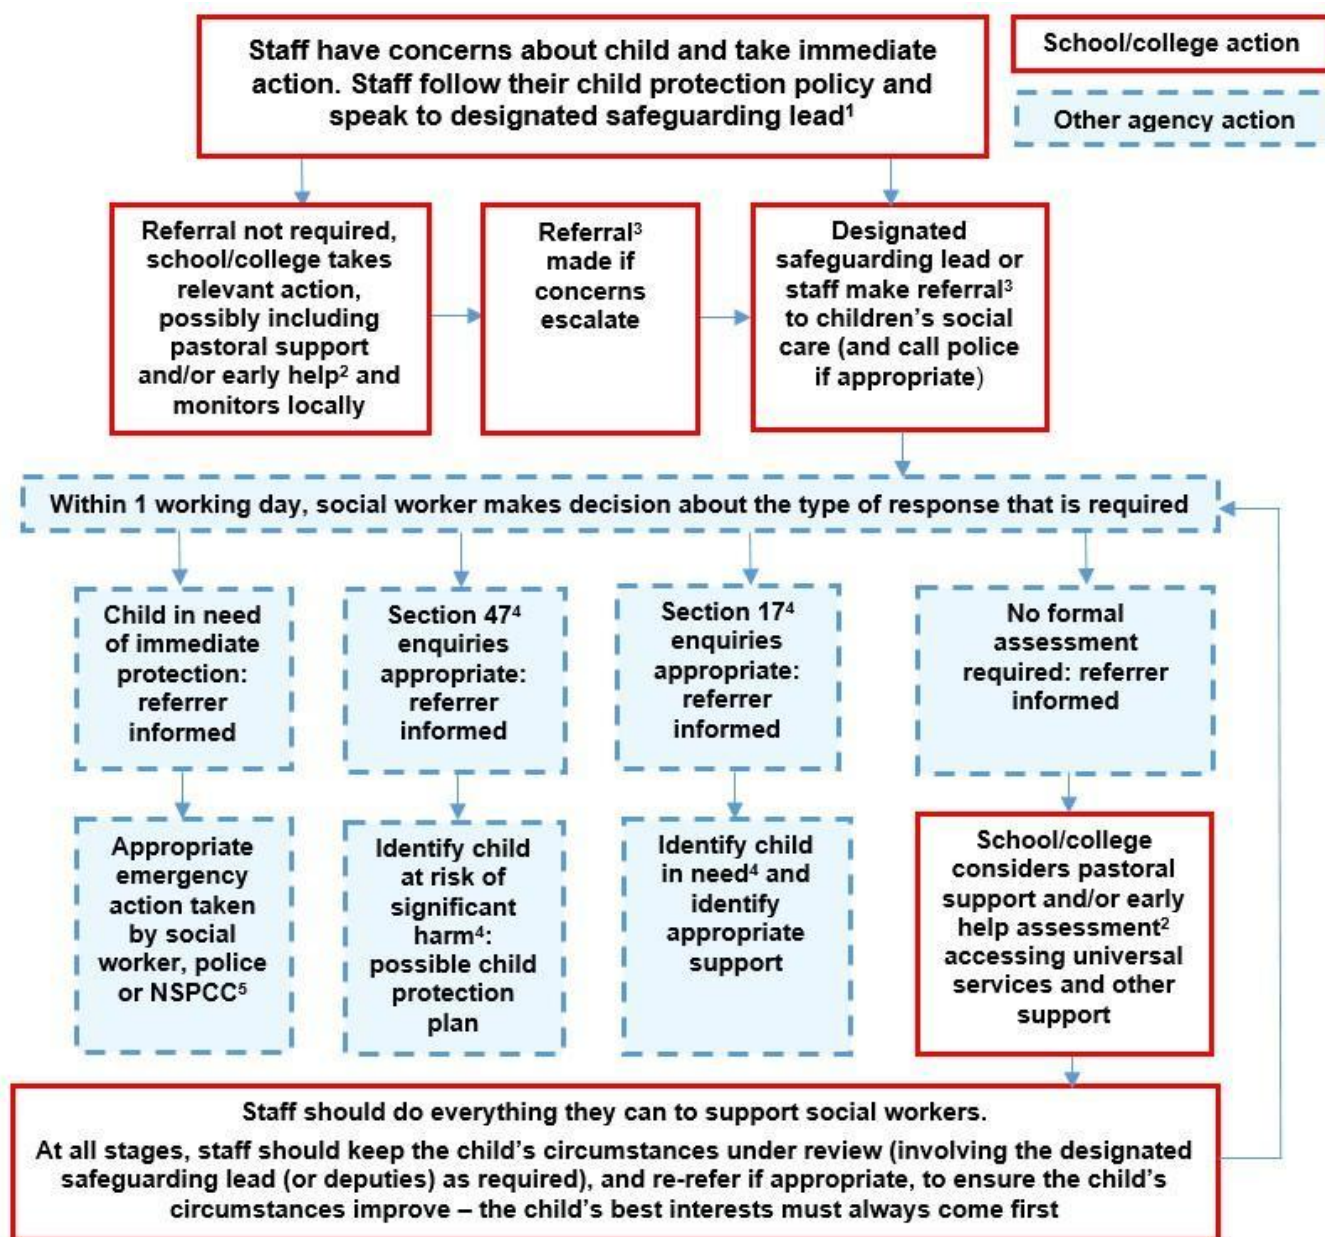 Staff have concerns about child and take immediate
action. Staff follow their child protection policy and
speak to designated safeguarding lead¹
School/college action
Other agency action
Referral not required,
school/college takes
relevant action,
possibly including
pastoral support
and/or early help² and
monitors locally
Referral³
made if
concerns
escalate
Designated
safeguarding lead or
staff make referral³
to children’s social
care (and call police
if appropriate)
Within 1 working day, social worker makes decision about the type of response that is required
Child in need
of immediate
protection:
referrer
informed
Section 47⁴
enquiries
appropriate:
referrer
informed
Section 17⁴
enquiries
appropriate:
referrer
informed
No formal
assessment
required: referrer
informed
Appropriate
emergency
action taken
by social
worker, police
or NSPCC⁵
Identify child
at risk of
significant
harm⁴:
possible child
protection
plan
Identify child
in need⁴ and
identify
appropriate
support
School/college
considers pastoral
support and/or early
help assessment²
accessing universal
services and other
support
Staff should do everything they can to support social workers.
At all stages, staff should keep the child’s circumstances under review (involving the designated
safeguarding lead (or deputies) as required), and re-refer if appropriate, to ensure the child’s
circumstances improve – the child’s best interests must always come first